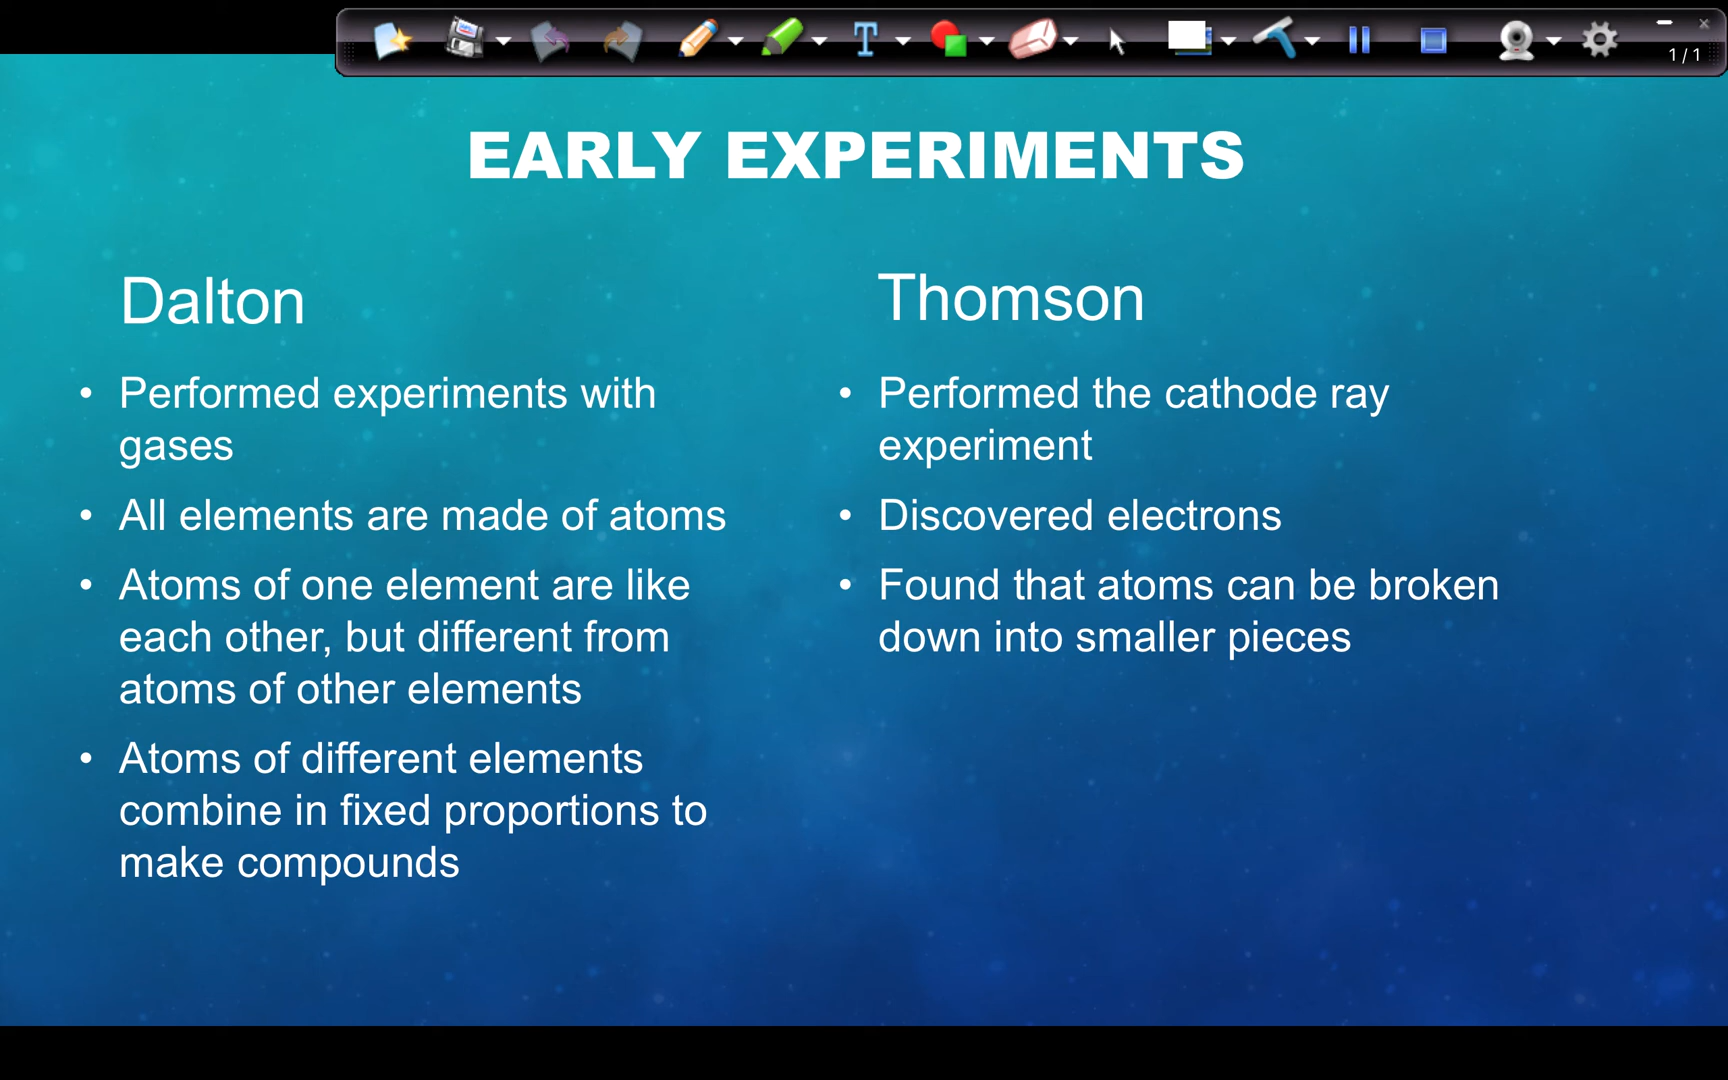 1 / 1
EARLY EXPERIMENTS
Dalton
• Performed experiments with
gases
• All elements are made of atoms
• Atoms of one element are like
each other, but different from
atoms of other elements
• Atoms of different elements
combine in fixed proportions to
make compounds
Thomson
• Performed the cathode ray
experiment
• Discovered electrons
• Found that atoms can be broken
down into smaller pieces